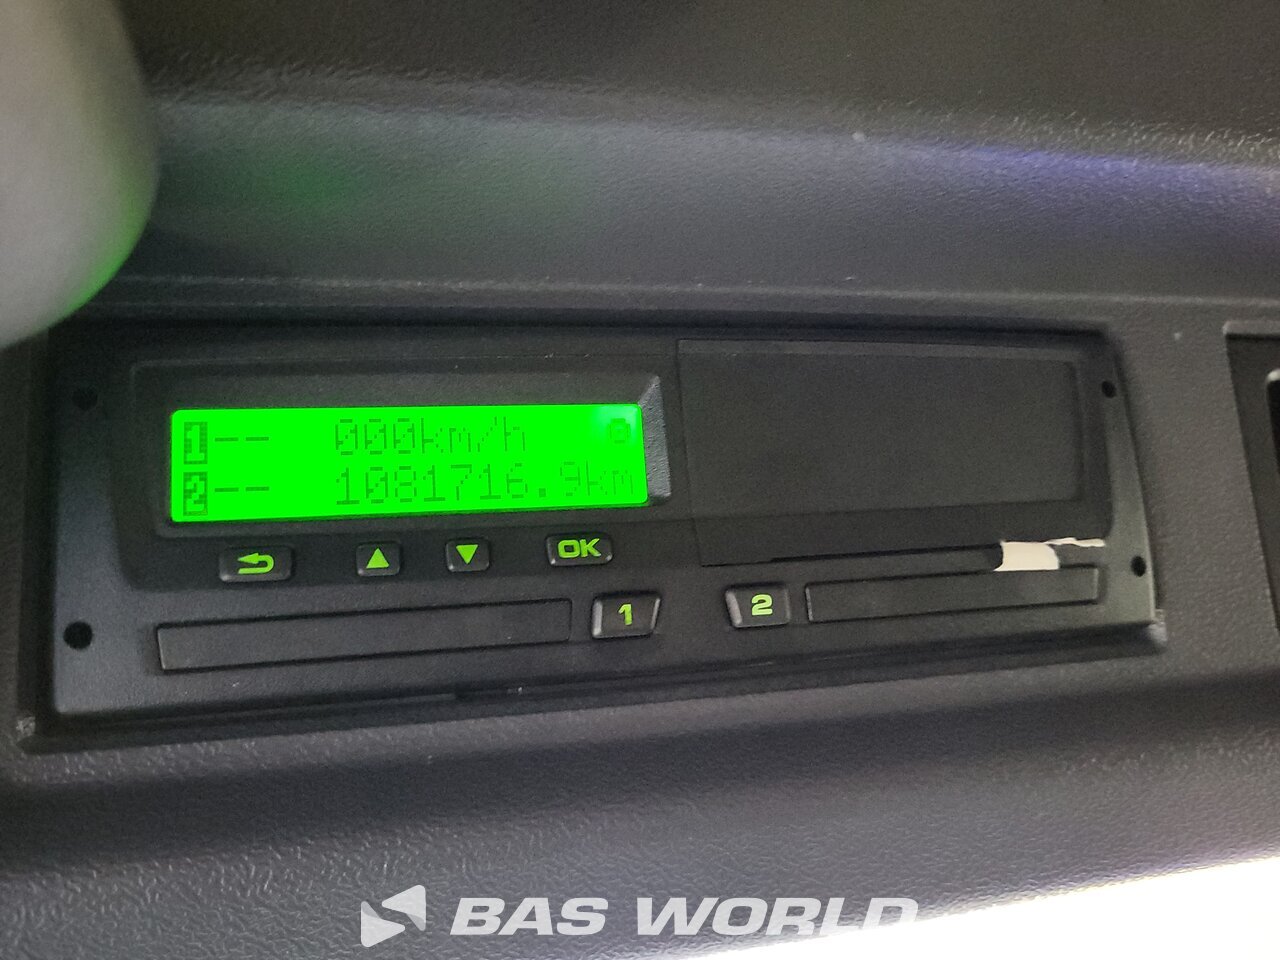 1 -- 000km/h
2 -- 1081716.9km
OK
1 2
BAS WORLD